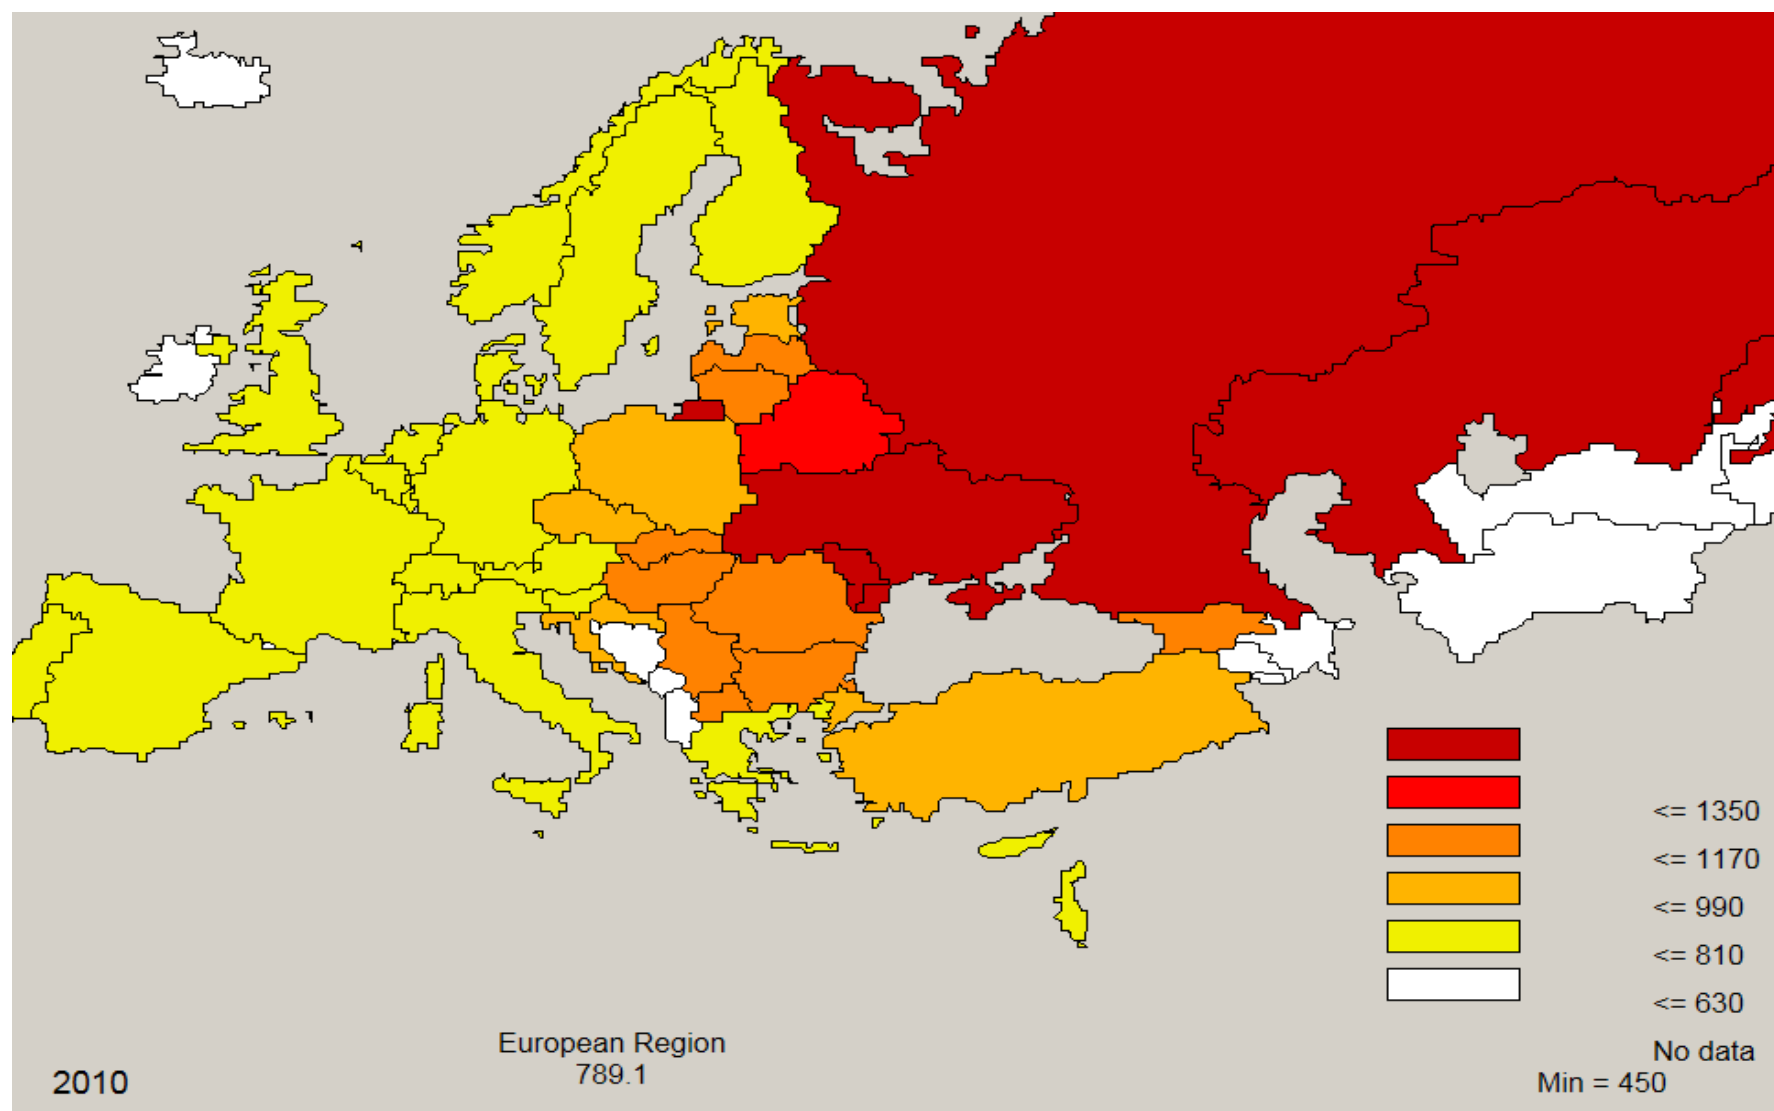 <= 1350
<= 1170
<= 990
<= 810
<= 630
European Region
No data
789.1
2010
Min = 450